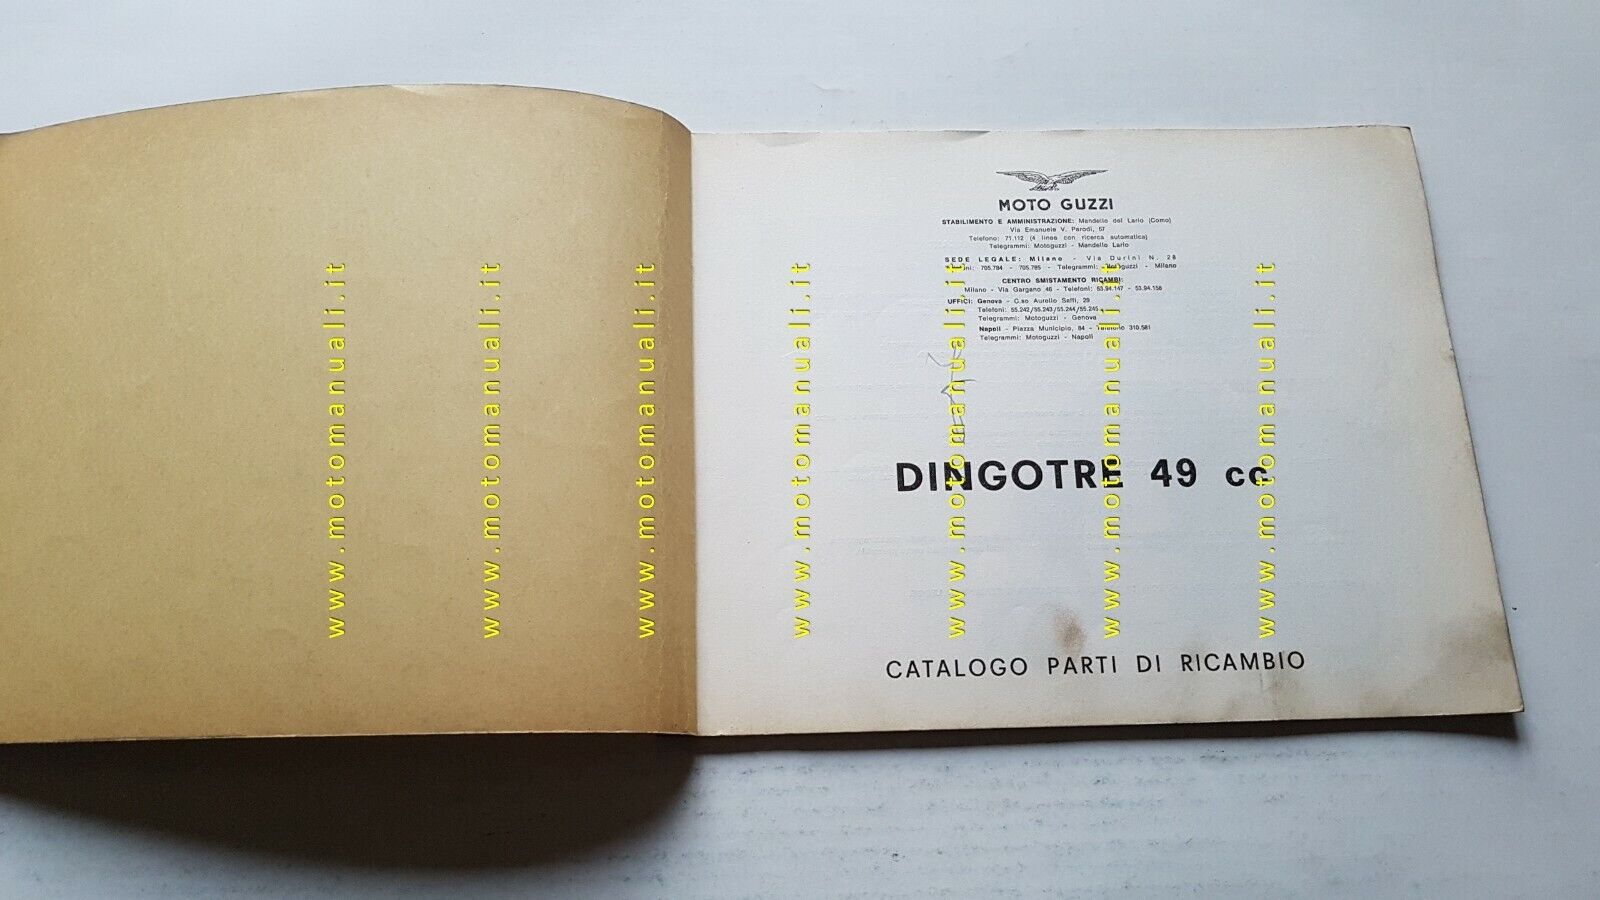 MOTO GUZZI
STABILIMENTO E AMMINISTRAZIONE: Mandello del Lario (Como)
Via Emanuele V. Parodi, 57
Telefono: 71.112 (4 linee con ricerca automatica)
Telegrammi: Motoguzzi - Mandello Lario
SEDE LEGALE: Milano - Via Durini N. 28
705.784 - 705.785 - Telegrammi: Motoguzzi - Milano
CENTRO SMISTAMENTO RICAMBI:
Milano - Via Gargano 46 - Telefoni: 53.94.147 - 53.94.158
UFFICI: Genova - C.so Aurelio Saffi, 29
Telefoni: 55.242/55.243/55.244/55.245
Telegrammi: Motoguzzi - Genova
Napoli - Piazza Municipio, 84 - Telefono 310.581
Telegrammi: Motoguzzi - Napoli
DINGOTRE 49 cc
CATALOGO PARTI DI RICAMBIO
www.motomanuali.it
www.motomanuali.it
www.motomanuali.it
www.motomanuali.it
www.motomanuali.it
www.motomanuali.it
www.motomanuali.it